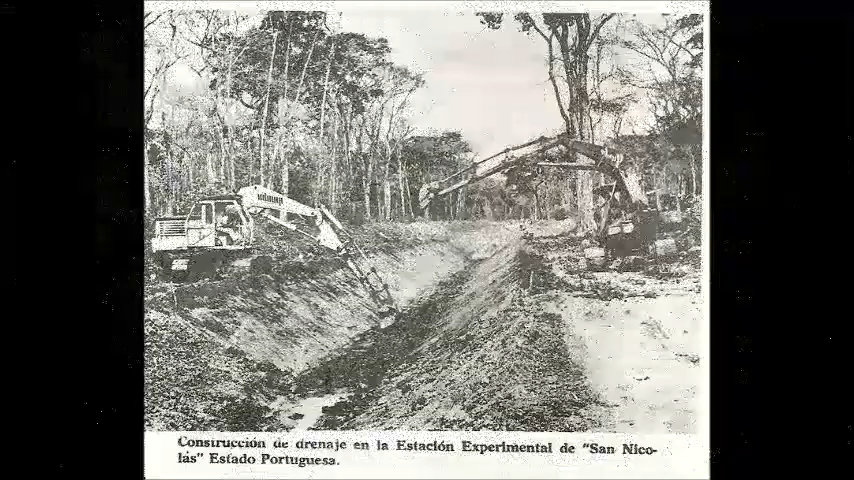 Construcción de drenaje en la Estación Experimental de "San Nico-
lás" Estado Portuguesa.